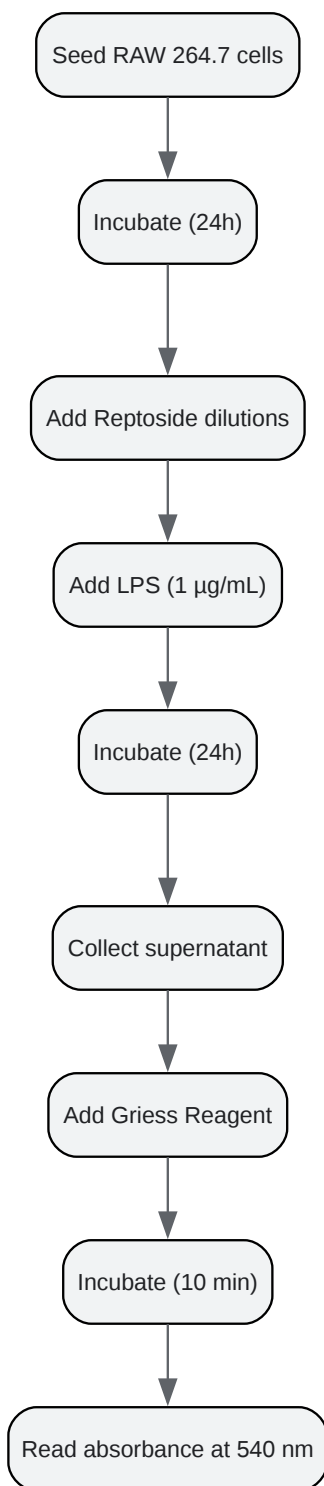 Seed RAW 264.7 cells
Incubate (24h)
Add Reptoside dilutions
Add LPS (1 µg/mL)
Incubate (24h)
Collect supernatant
Add Griess Reagent
Incubate (10 min)
Read absorbance at 540 nm